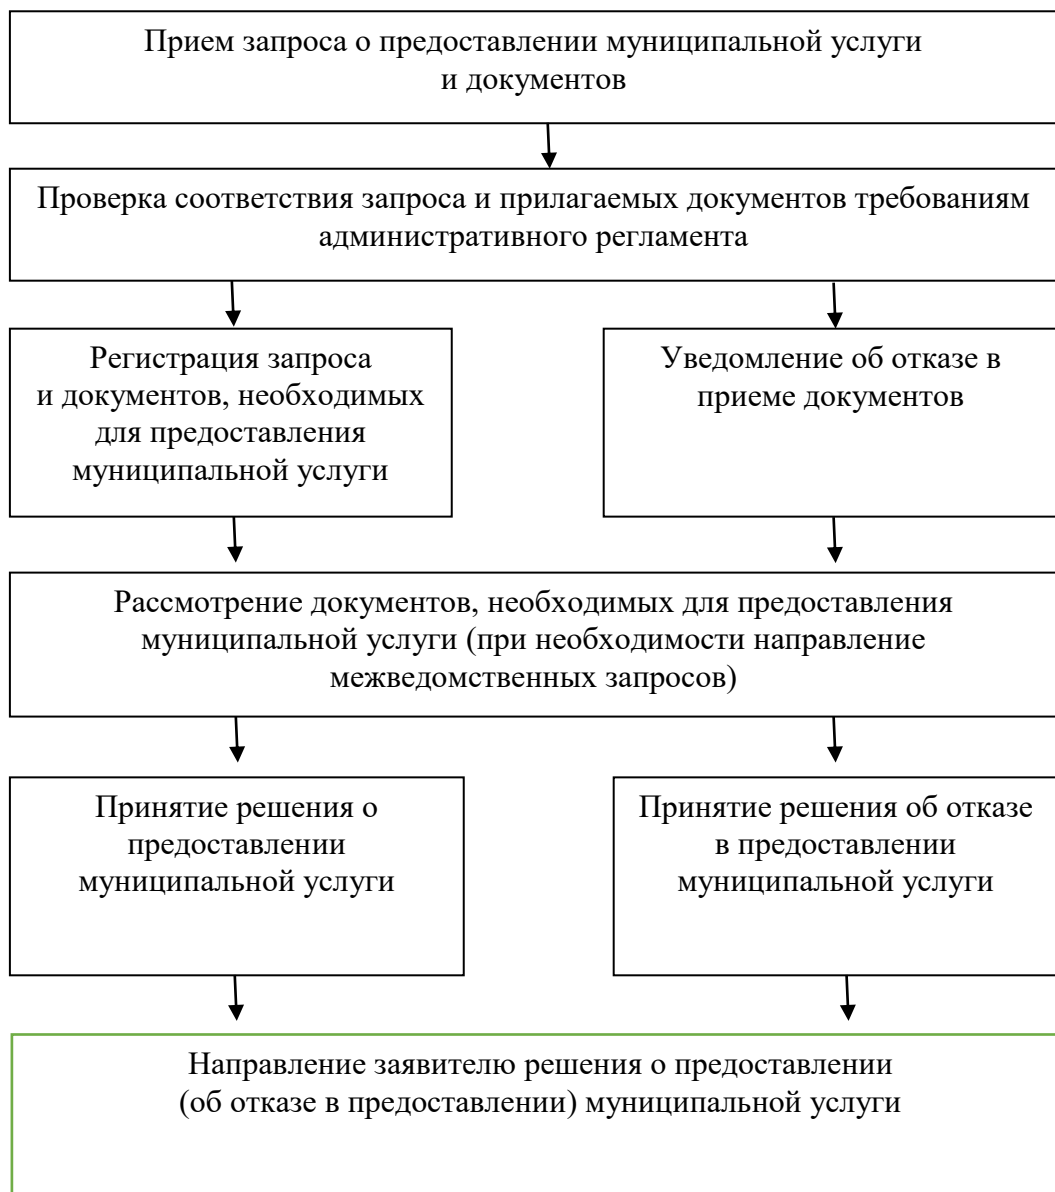 Прием запроса о предоставлении муниципальной услуги
и документов
Проверка соответствия запроса и прилагаемых документов требованиям
административного регламента
Регистрация запроса
и документов, необходимых
для предоставления
муниципальной услуги
Уведомление об отказе в
приеме документов
Рассмотрение документов, необходимых для предоставления
муниципальной услуги (при необходимости направление
межведомственных запросов)
Принятие решения о
предоставлении
муниципальной услуги
Принятие решения об отказе
в предоставлении
муниципальной услуги
Направление заявителю решения о предоставлении
(об отказе в предоставлении) муниципальной услуги